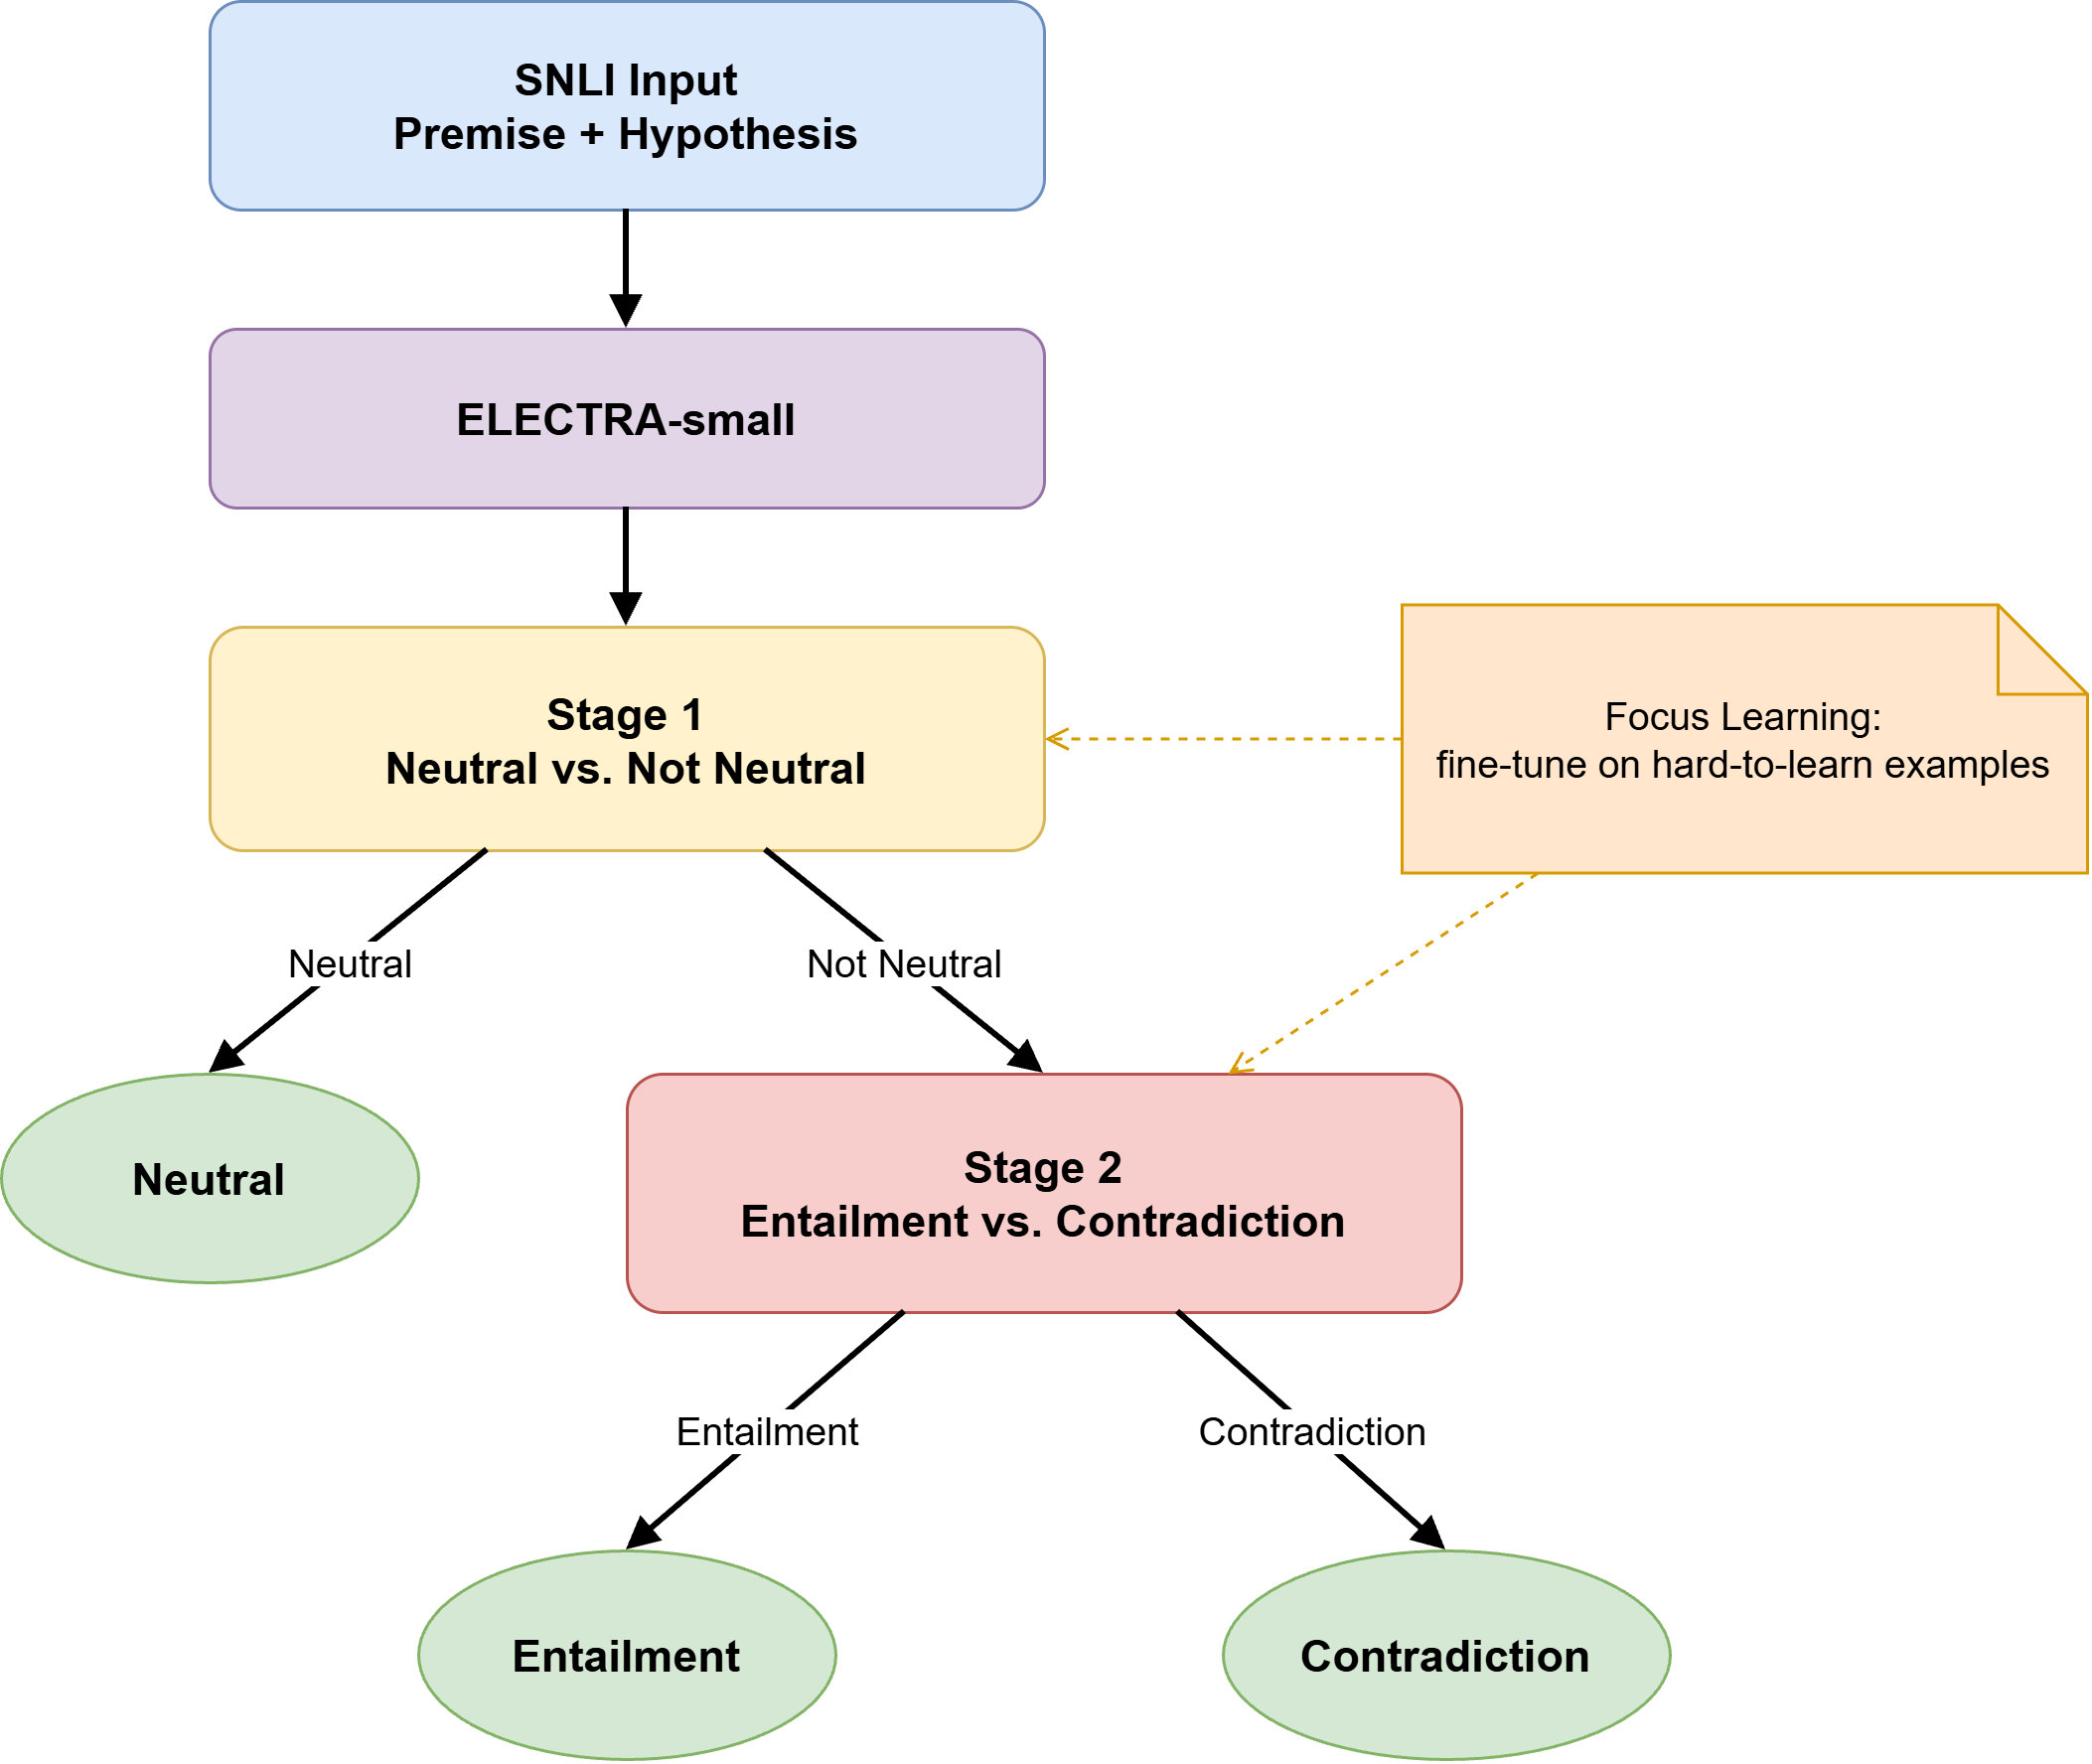 SNLI Input
Premise + Hypothesis
ELECTRA-small
Stage 1
Neutral vs. Not Neutral
Focus Learning:
fine-tune on hard-to-learn examples
Neutral
Not Neutral
Neutral
Stage 2
Entailment vs. Contradiction
Entailment
Contradiction
Entailment
Contradiction